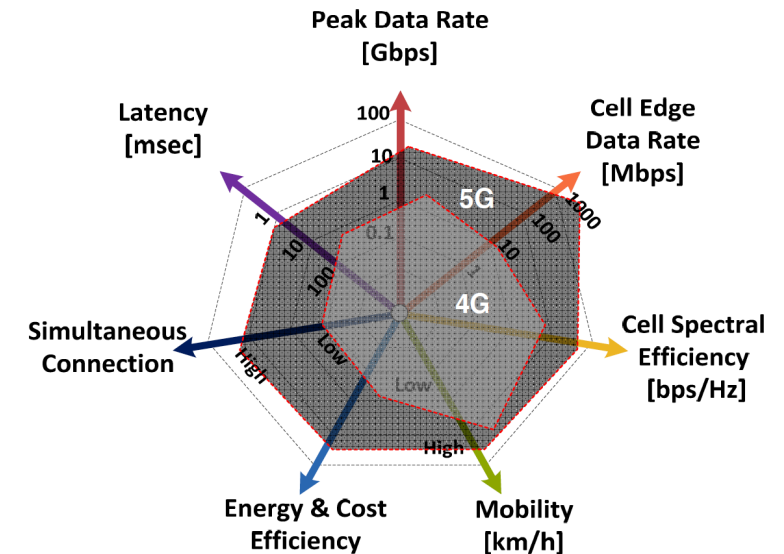 Peak Data Rate
[Gbps]
Latency
[msec]
Cell Edge
Data Rate
[Mbps]
100
10
1
0.1
5G
1000
100
10
1
1
10
100
4G
Simultaneous
Connection
Cell Spectral
Efficiency
[bps/Hz]
Low
High
Low
High
Energy & Cost
Efficiency
Mobility
[km/h]